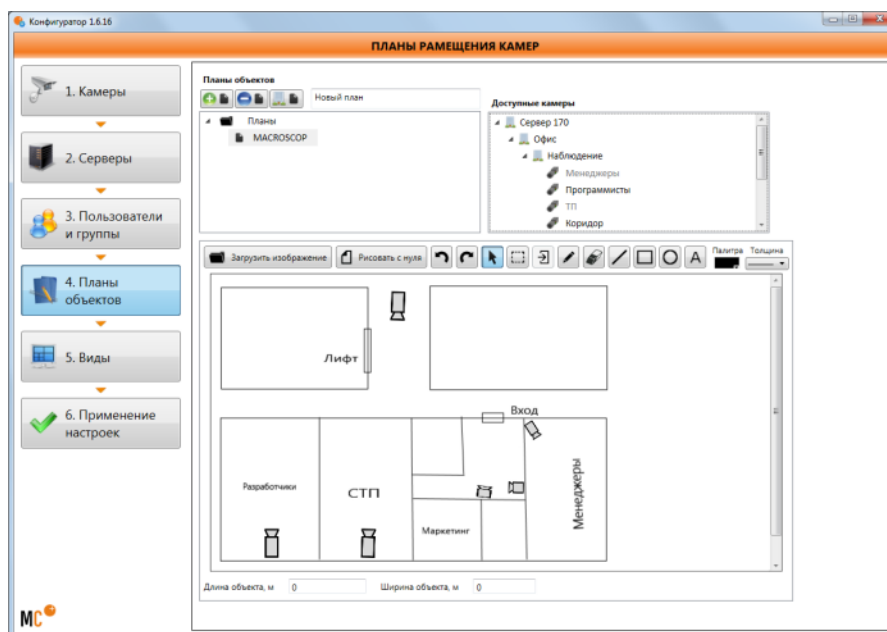 Конфигуратор 1.6.16
ПЛАНЫ РАМЕЩЕНИЯ КАМЕР
1. Камеры
2. Серверы
3. Пользователи
и группы
4. Планы
объектов
5. Виды
6. Применение
настроек
Планы объектов
Новый план
Планы
MACROSCOP
Доступные камеры
Сервер 170
Офис
Наблюдение
Менеджеры
Программисты
ТП
Коридор
Загрузить изображение
Рисовать с нуля
A
Палитра
Толщина
Лифт
Вход
Разработчики
СТП
Маркетинг
Менеджеры
Длина объекта, м 0
Ширина объекта, м 0
МС